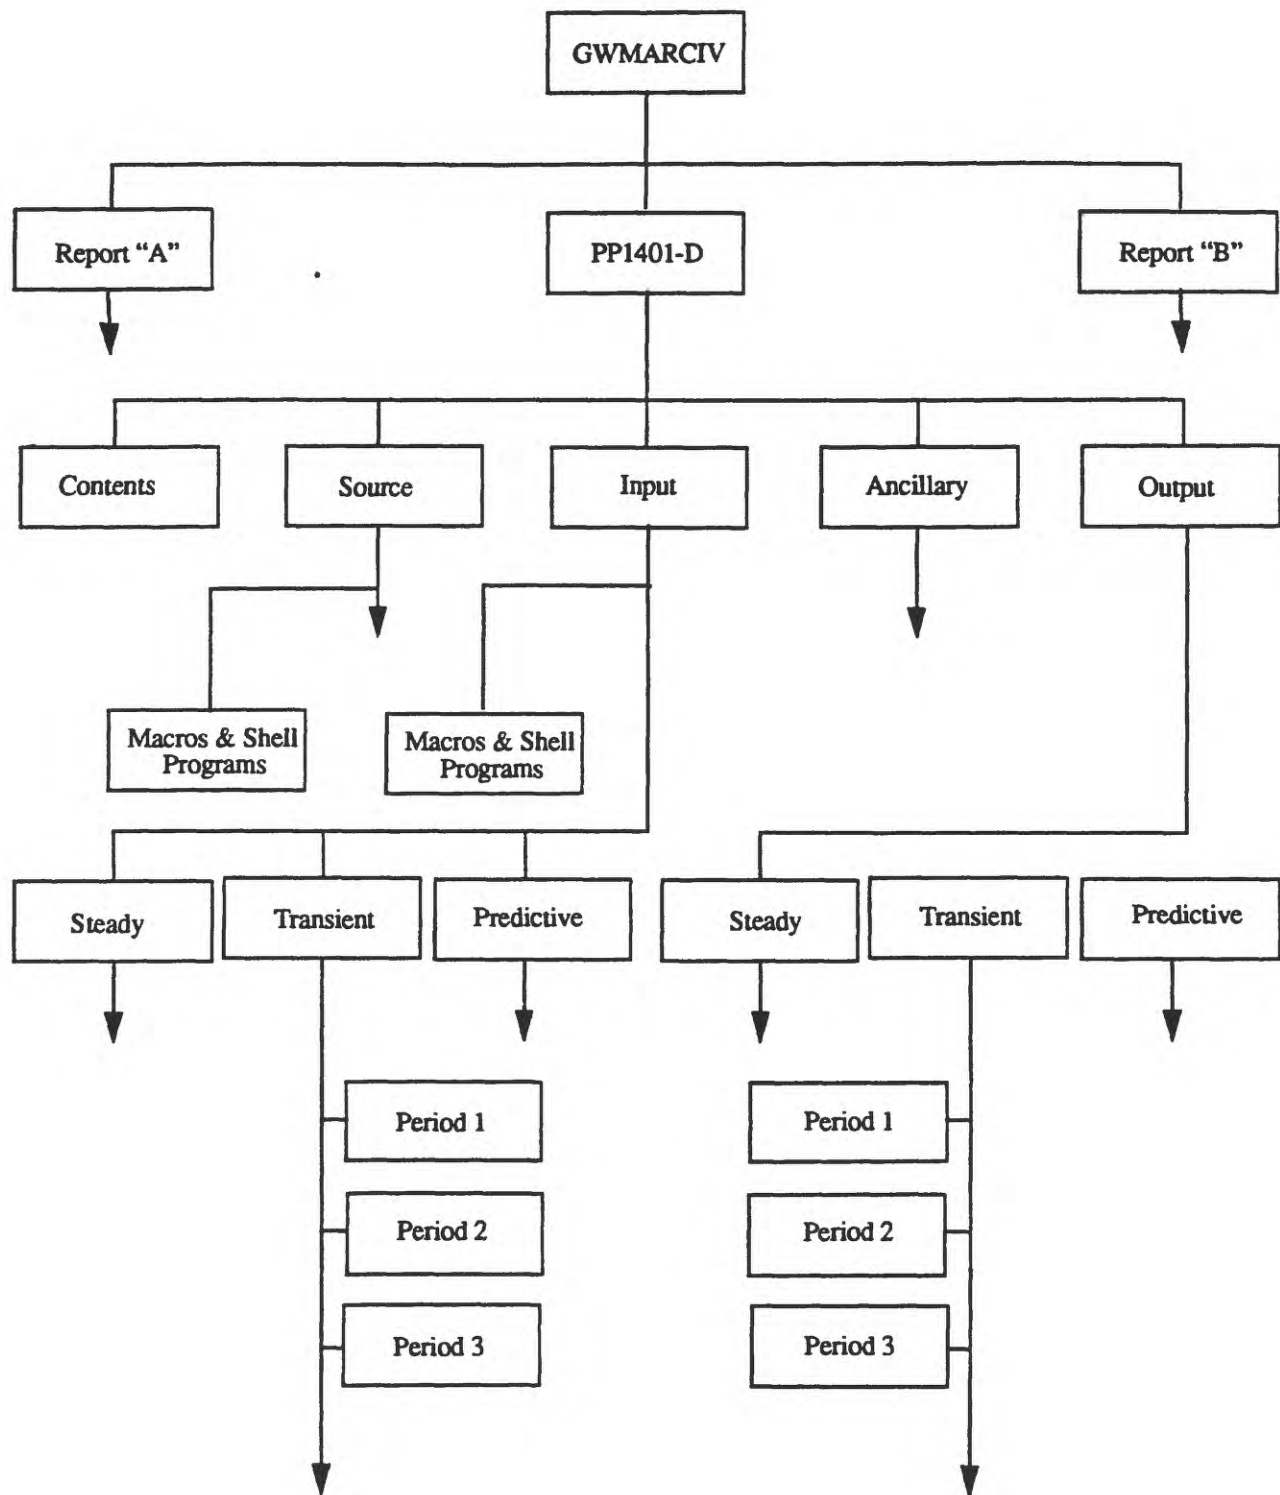 GWMARCIV
Report “A”
PP1401-D
Report “B”
Contents
Source
Input
Ancillary
Output
Macros & Shell
Programs
Macros & Shell
Programs
Steady
Transient
Predictive
Steady
Transient
Predictive
Period 1
Period 1
Period 2
Period 2
Period 3
Period 3